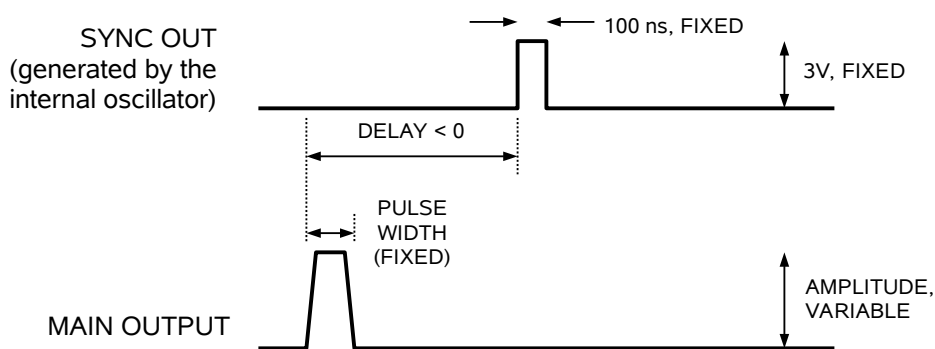 SYNC OUT
(generated by the
internal oscillator)
100 ns, FIXED
3V, FIXED
DELAY < 0
PULSE
WIDTH
(FIXED)
AMPLITUDE,
VARIABLE
MAIN OUTPUT